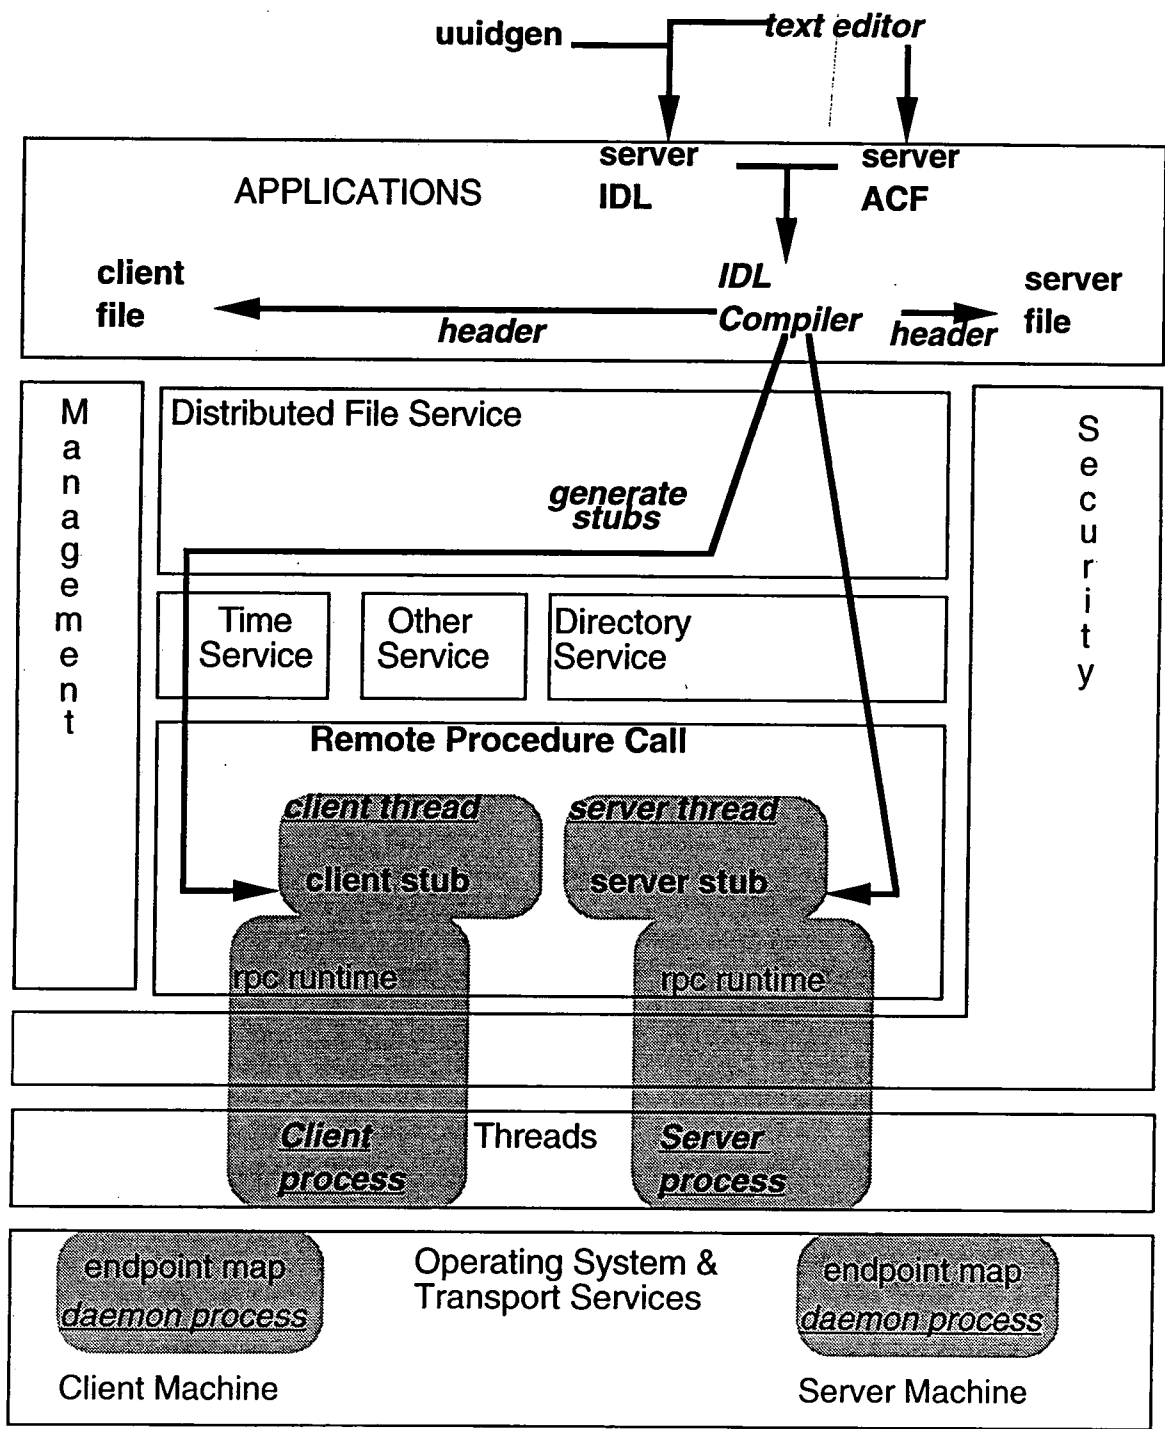 uuidgen
text editor
server
IDL
server
ACF
APPLICATIONS
client
file
IDL
Compiler
server
file
header
header
Management
Distributed File Service
Security
generate
stubs
Time
Service
Other
Service
Directory
Service
Remote Procedure Call
client thread
server thread
client stub
server stub
rpc runtime
rpc runtime
Client
process
Threads
Server
process
endpoint map
daemon process
Operating System &
Transport Services
endpoint map
daemon process
Client Machine
Server Machine